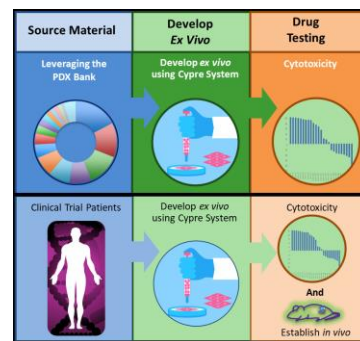 Source Material
Develop
Ex Vivo
Drug
Testing
Leveraging the
PDX Bank
Develop ex vivo
using Cypre System
Cytotoxicity
Clinical Trial Patients
Develop ex vivo
using Cypre System
Cytotoxicity
And
Establish in vivo